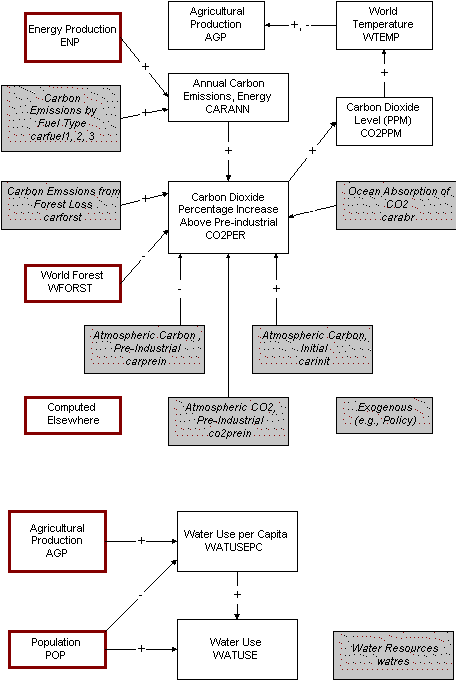 Energy Production
ENP
Agricultural
Production
AGP
+, -
World
Temperature
WTEMP
+
+
Carbon
Emissions by
Fuel Type
carfuel1, 2, 3
+
Annual Carbon
Emissions, Energy
CARANN
Carbon Dioxide
Level (PPM)
CO2PPM
+
+
Carbon Emssions from
Forest Loss
carforst
+
Carbon Dioxide
Percentage Increase
Above Pre-industrial
CO2PER
Ocean Absorption of
CO2
carabr
-
World Forest
WFORST
-
+
Atmospheric Carbon ,
Pre-Industrial
carprein
Atmospheric Carbon,
Initial
carinit
Computed
Elsewhere
Atmospheric CO2,
Pre-Industrial
co2prein
Exogenous
(e.g., Policy)
Agricultural
Production
AGP
+
Water Use per Capita
WATUSEPC
-
+
Population
POP
+
Water Use
WATUSE
Water Resources
watres